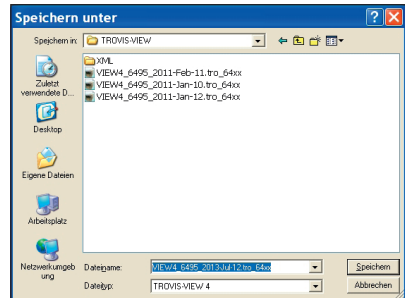 Speichern unter
Speichern in:
TROVIS-VIEW
XML
VIEW4_6495_2011-Feb-11.tro_64xx
VIEW4_6495_2011-Jan-10.tro_64xx
VIEW4_6495_2011-Jan-12.tro_64xx
Zuletzt
verwendete D...
Desktop
Eigene Dateien
Arbeitsplatz
Netzwerkumgeb
ung
Dateiname:
VIEW4_6495_2013-Jul-12.tro_64xx
Speichern
Dateityp:
TROVIS-VIEW 4
Abbrechen